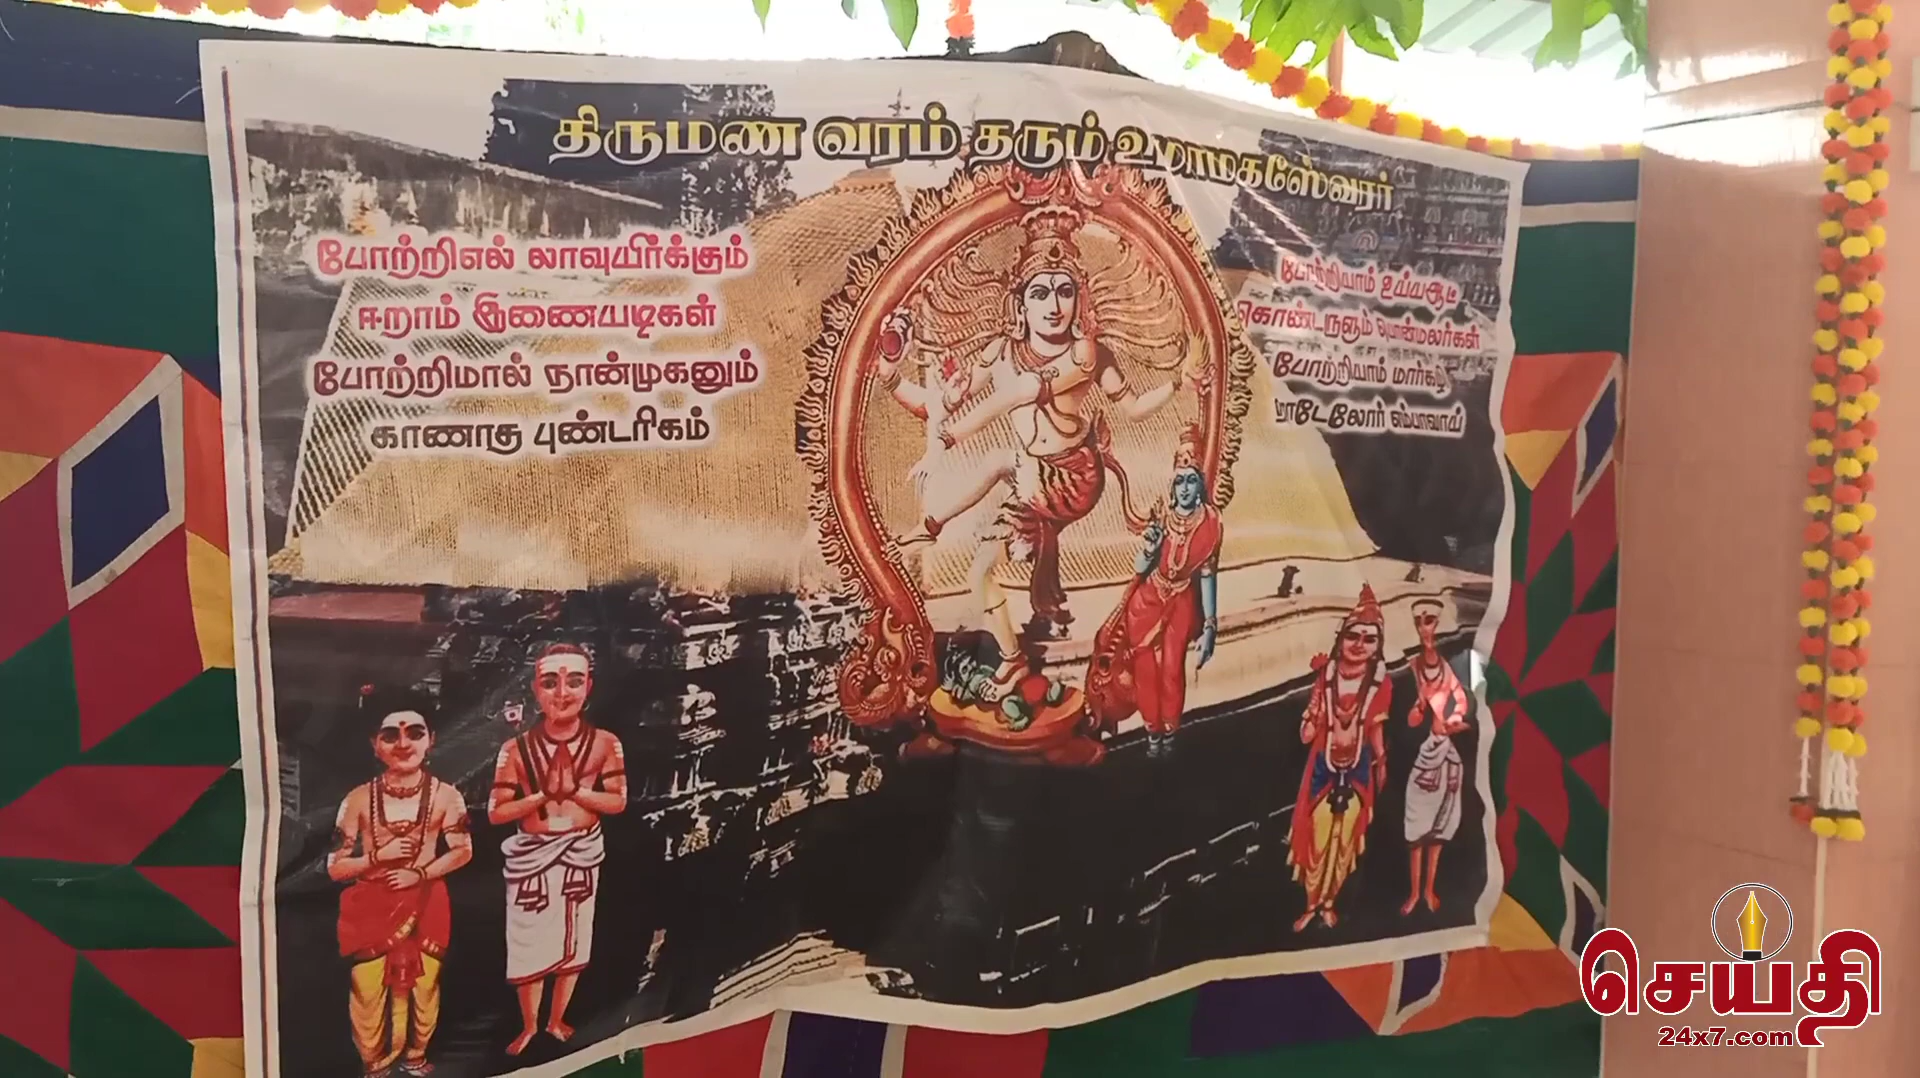 திருமண வரம் தரும் உமாமகேஸ்வரர்
போற்றிஎல் லாவுயிர்க்கும்
ஈறாம் இணையடிகள்
போற்றிமால் நான்முகனும்
காணாத புண்டரிகம்
போற்றியாம் உய்யஆட்
கொண்டருளும் பொன்மலர்கள்
போற்றியாம் மார்கழி
ராடேலோர் எம்பாவாய்
செய்தி
24x7.com